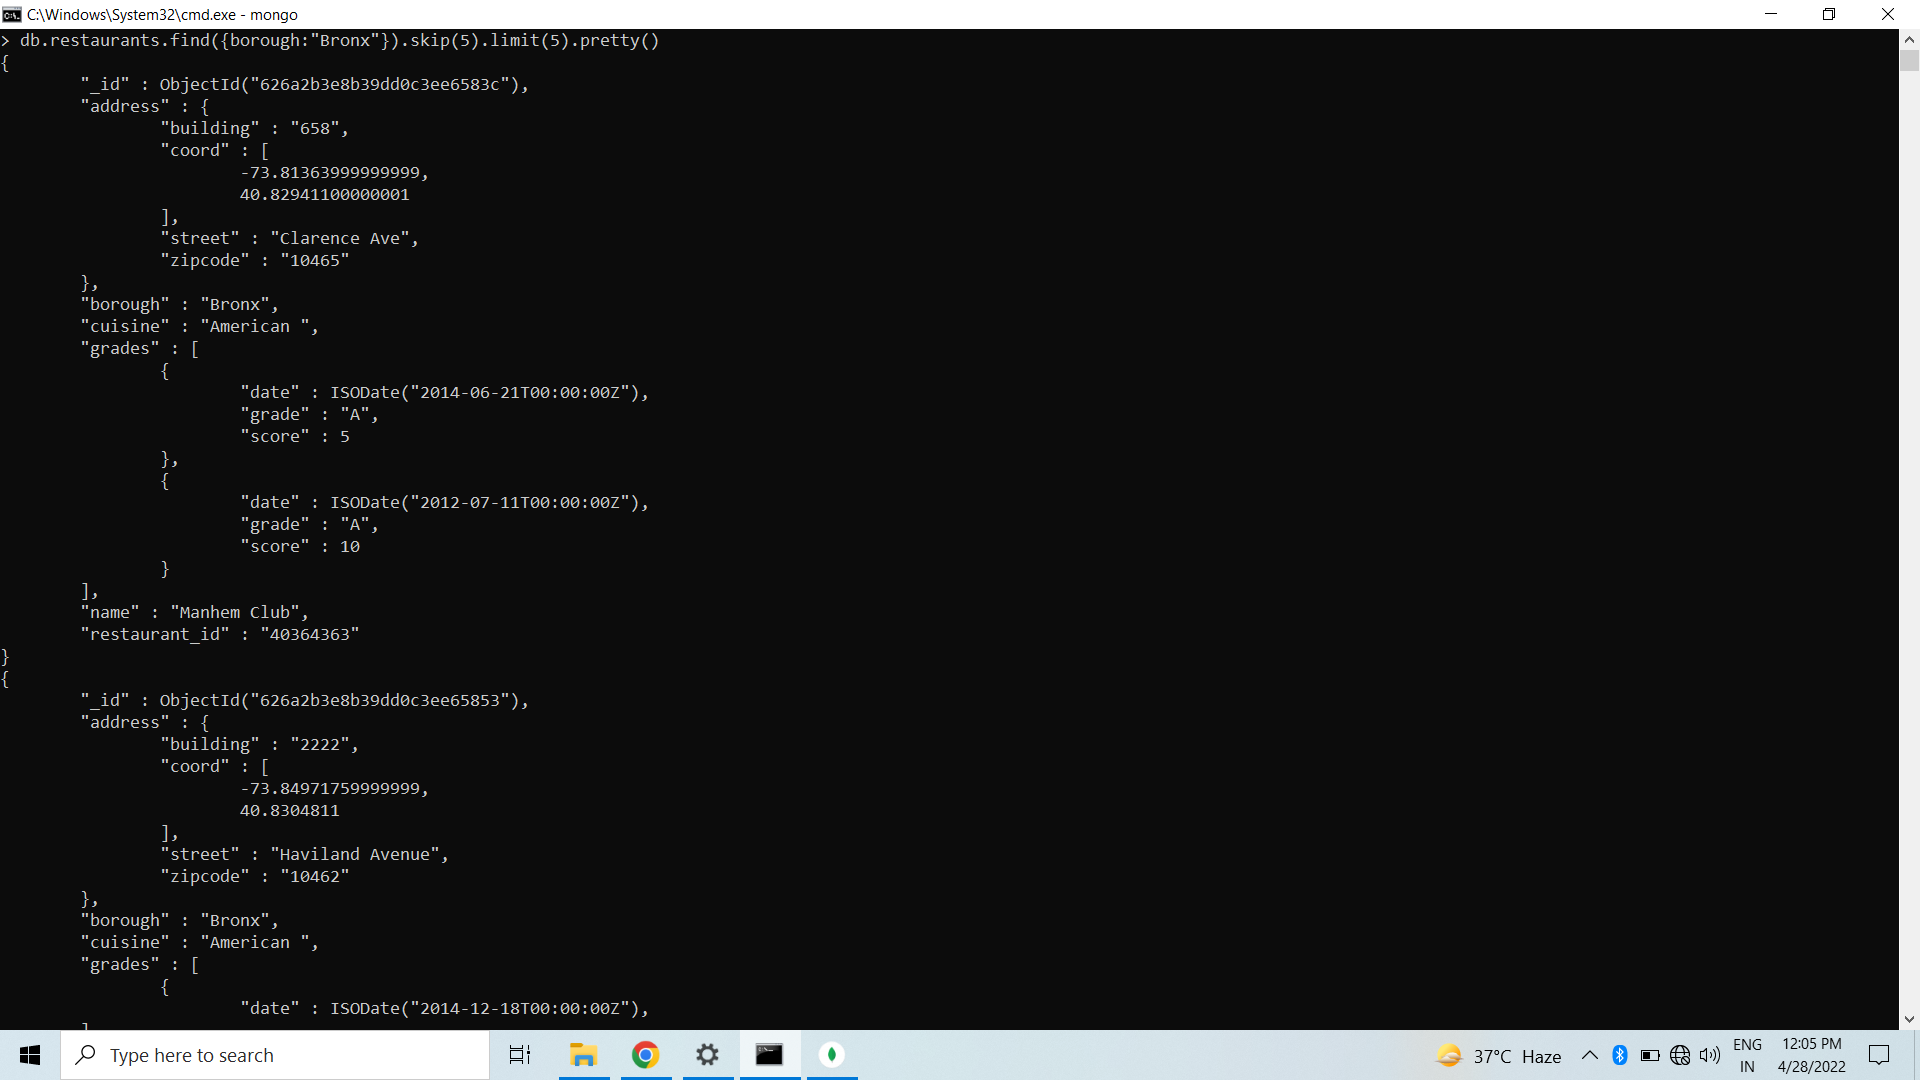 C:\Windows\System32\cmd.exe - mongo
> db.restaurants.find({borough:"Bronx"}).skip(5).limit(5).pretty()
{
"_id" : ObjectId("626a2b3e8b39dd0c3ee6583c"),
"address" : {
"building" : "658",
"coord" : [
-73.81363999999999,
40.82941100000001
],
"street" : "Clarence Ave",
"zipcode" : "10465"
},
"borough" : "Bronx",
"cuisine" : "American ",
"grades" : [
{
"date" : ISODate("2014-06-21T00:00:00Z"),
"grade" : "A",
"score" : 5
},
{
"date" : ISODate("2012-07-11T00:00:00Z"),
"grade" : "A",
"score" : 10
}
],
"name" : "Manhem Club",
"restaurant_id" : "40364363"
}
{
"_id" : ObjectId("626a2b3e8b39dd0c3ee65853"),
"address" : {
"building" : "2222",
"coord" : [
-73.84971759999999,
40.8304811
],
"street" : "Haviland Avenue",
"zipcode" : "10462"
},
"borough" : "Bronx",
"cuisine" : "American ",
"grades" : [
{
"date" : ISODate("2014-12-18T00:00:00Z"),
Type here to search
37°C Haze
ENG
IN
12:05 PM
4/28/2022